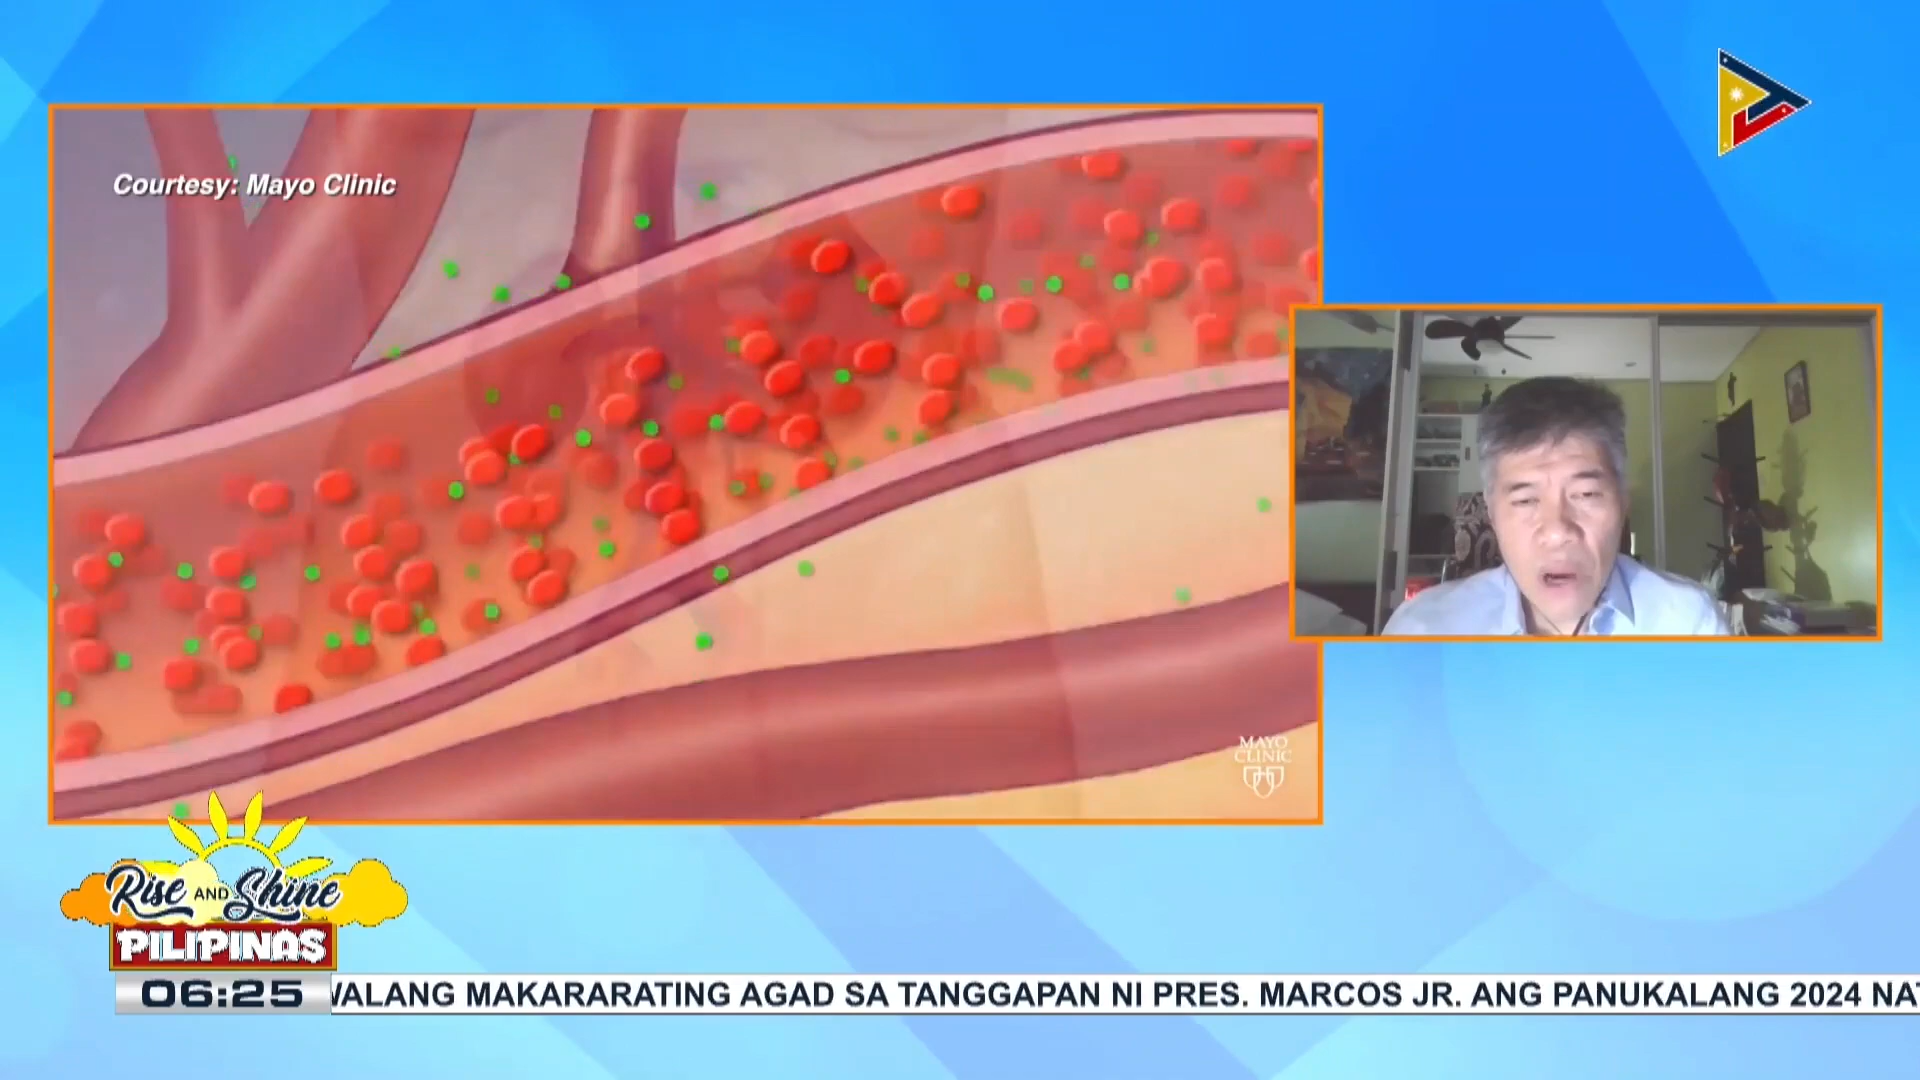 Courtesy: Mayo Clinic
MAYO
CLINIC
Rise AND Shine
PILIPINAS
06:25
WALANG MAKARARATING AGAD SA TANGGAPAN NI PRES. MARCOS JR. ANG PANUKALANG 2024